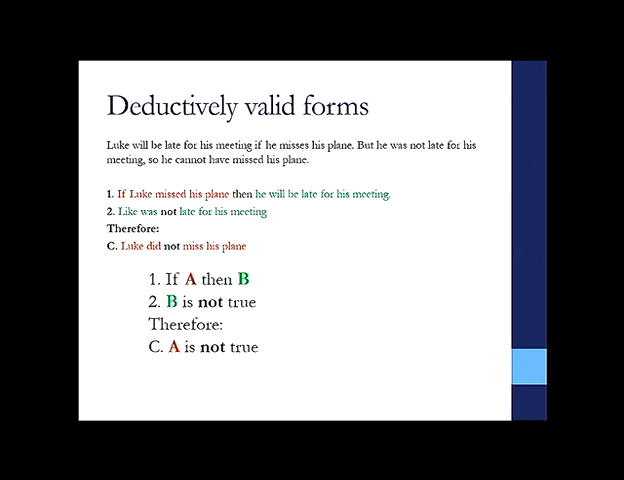 Deductively valid forms
Luke will be late for his meeting if he misses his plane. But he was not late for his
meeting, so he cannot have missed his plane.
1. If Luke missed his plane then he will be late for his meeting.
2. Like was not late for his meeting
Therefore:
C. Luke did not miss his plane
1. If A then B
2. B is not true
Therefore:
C. A is not true